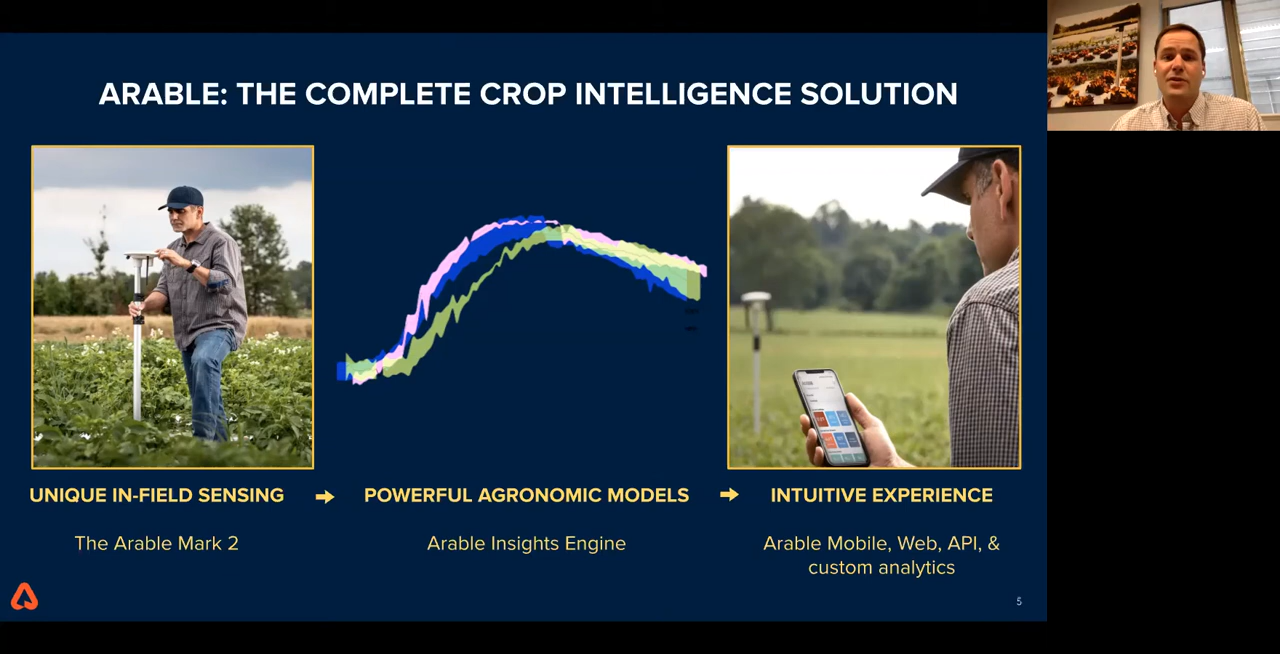 ARABLE: THE COMPLETE CROP INTELLIGENCE SOLUTION
UNIQUE IN-FIELD SENSING
POWERFUL AGRONOMIC MODELS
INTUITIVE EXPERIENCE
The Arable Mark 2
Arable Insights Engine
Arable Mobile, Web, API, &
custom analytics
5